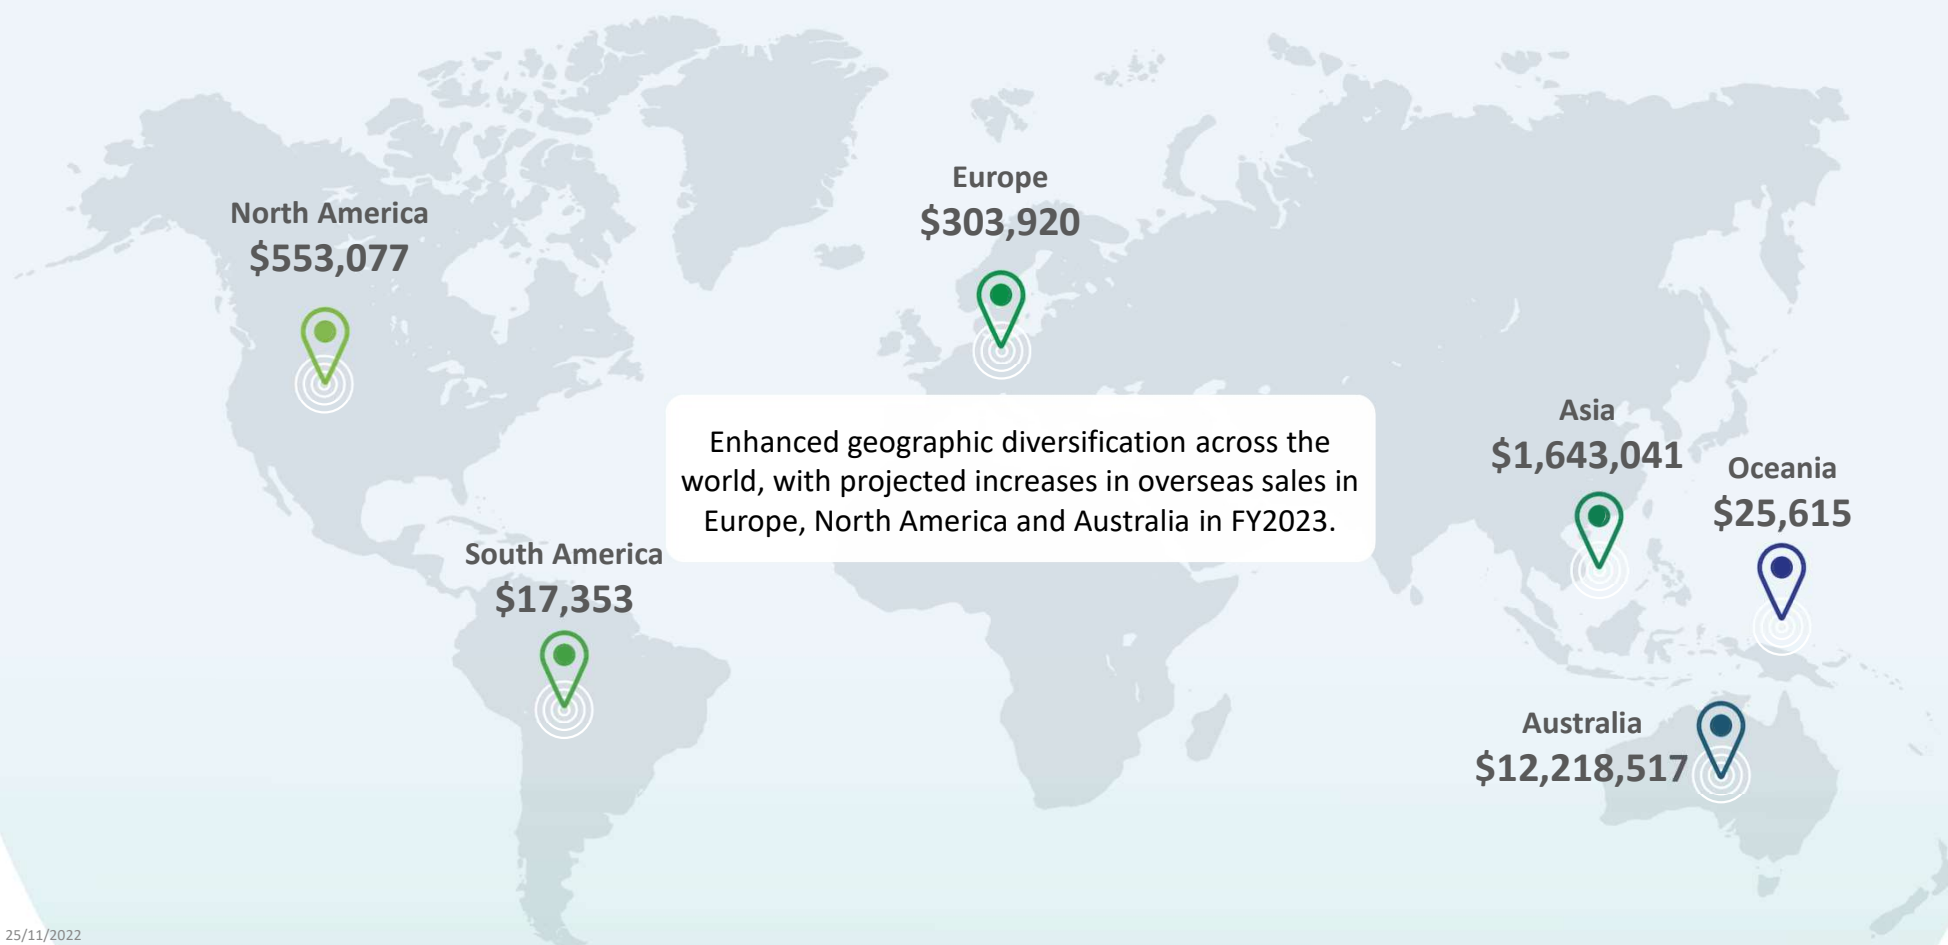 Europe
$303,920
North America
$553,077
Asia
$1,643,041
Oceania
$25,615
Enhanced geographic diversification across the
world, with projected increases in overseas sales in
Europe, North America and Australia in FY2023.
South America
$17,353
Australia
$12,218,517
25/11/2022